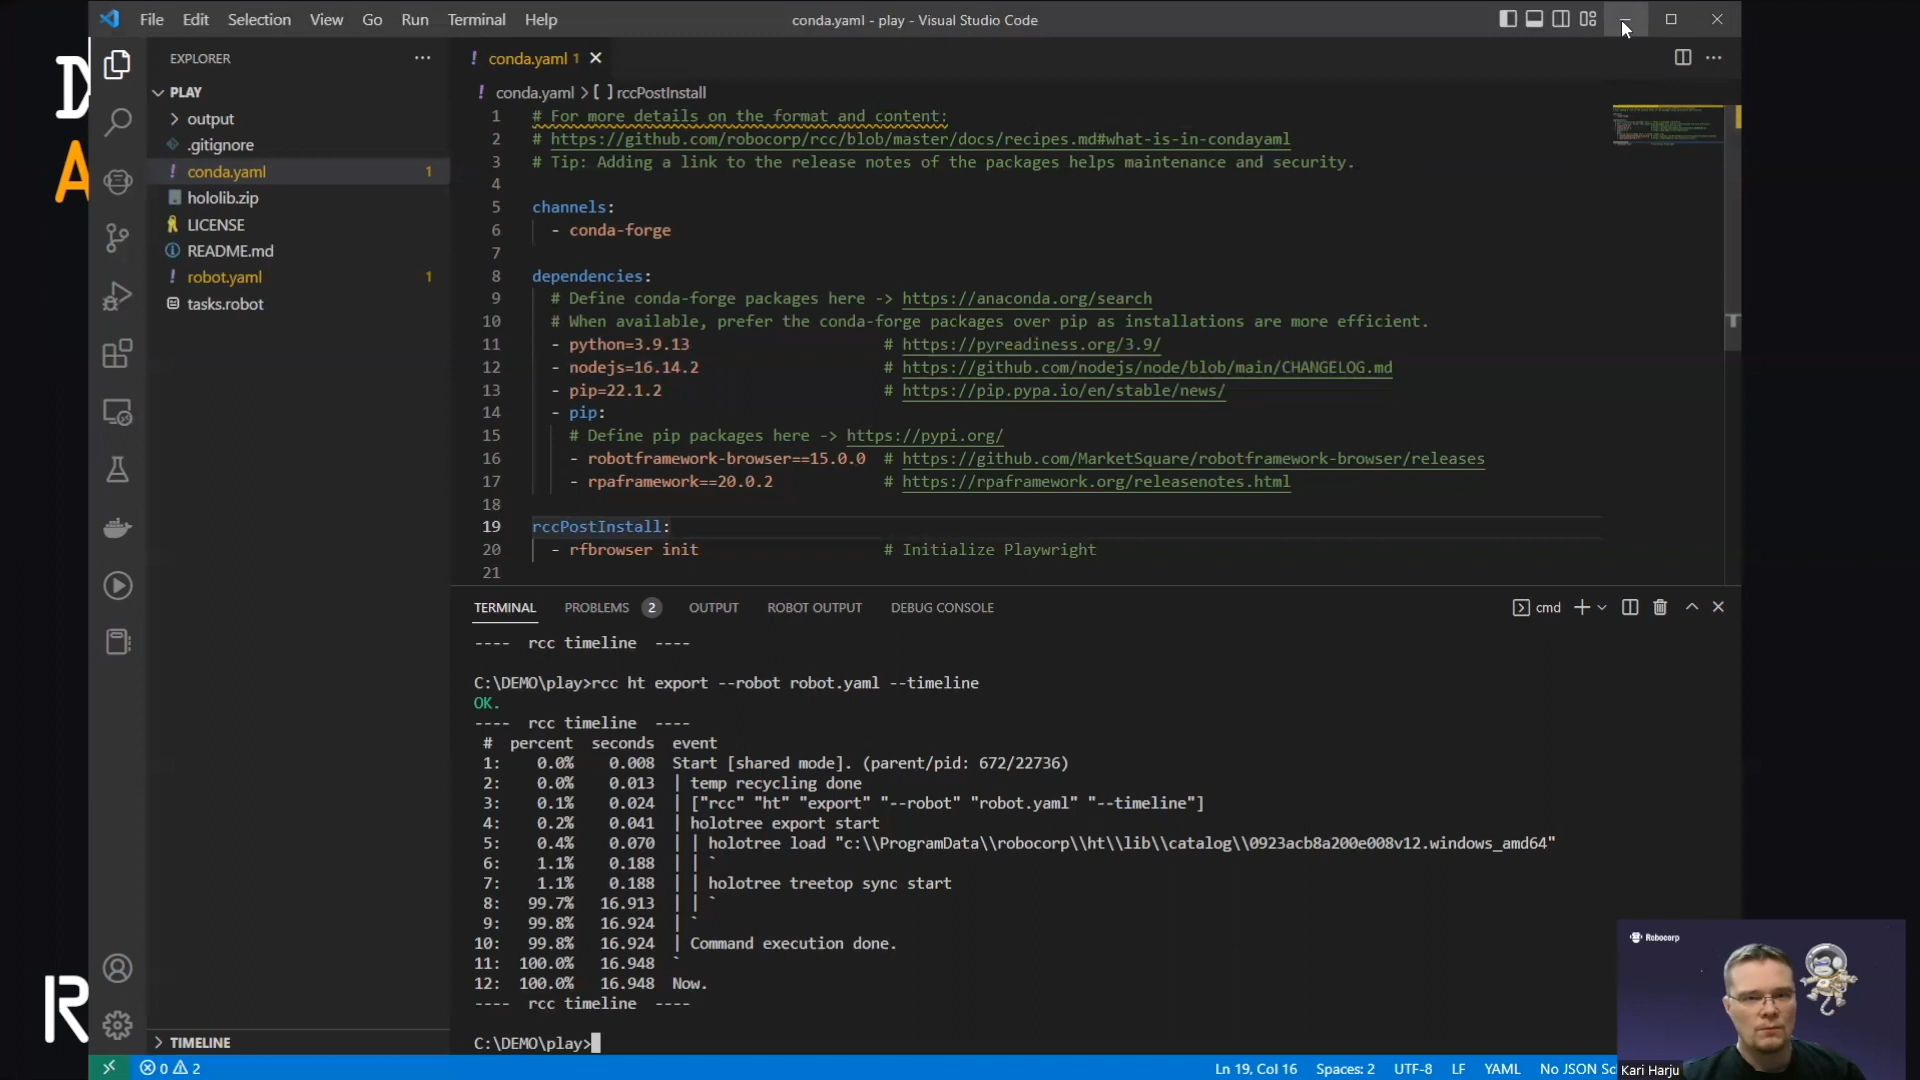 D
A
R
File Edit Selection View Go Run Terminal Help
conda.yaml - play - Visual Studio Code
EXPLORER
PLAY
output
.gitignore
conda.yaml 1
hololib.zip
LICENSE
README.md
robot.yaml 1
tasks.robot
TIMELINE
conda.yaml 1
conda.yaml > [ ] rccPostInstall
1 # For more details on the format and content:
2 # https://github.com/robocorp/rcc/blob/master/docs/recipes.md#what-is-in-condayaml
3 # Tip: Adding a link to the release notes of the packages helps maintenance and security.
4
5 channels:
6 - conda-forge
7
8 dependencies:
9 # Define conda-forge packages here -> https://anaconda.org/search
10 # When available, prefer the conda-forge packages over pip as installations are more efficient.
11 - python=3.9.13 # https://pyreadiness.org/3.9/
12 - nodejs=16.14.2 # https://github.com/nodejs/node/blob/main/CHANGELOG.md
13 - pip=22.1.2 # https://pip.pypa.io/en/stable/news/
14 - pip:
15 # Define pip packages here -> https://pypi.org/
16 - robotframework-browser==15.0.0 # https://github.com/MarketSquare/robotframework-browser/releases
17 - rpaframework==20.0.2 # https://rpaframework.org/releasenotes.html
18
19 rccPostInstall:
20 - rfbrowser init # Initialize Playwright
21
TERMINAL PROBLEMS 2 OUTPUT ROBOT OUTPUT DEBUG CONSOLE
cmd
---- rcc timeline ----
C:\DEMO\play>rcc ht export --robot robot.yaml --timeline
OK.
---- rcc timeline ----
# percent seconds event
1: 0.0% 0.008 Start [shared mode]. (parent/pid: 672/22736)
2: 0.0% 0.013 | temp recycling done
3: 0.1% 0.024 | ["rcc" "ht" "export" "--robot" "robot.yaml" "--timeline"]
4: 0.2% 0.041 | holotree export start
5: 0.4% 0.070 | | holotree load "c:\\ProgramData\\robocorp\\ht\\lib\\catalog\\0923acb8a200e008v12.windows_amd64"
6: 1.1% 0.188 | | `
7: 1.1% 0.188 | | holotree treetop sync start
8: 99.7% 16.913 | | `
9: 99.8% 16.924 | `
10: 99.8% 16.924 | Command execution done.
11: 100.0% 16.948 `
12: 100.0% 16.948 Now.
---- rcc timeline ----
C:\DEMO\play>
0 2
Ln 19, Col 16 Spaces: 2 UTF-8 LF YAML No JSON Sc
Robocorp
Kari Harju